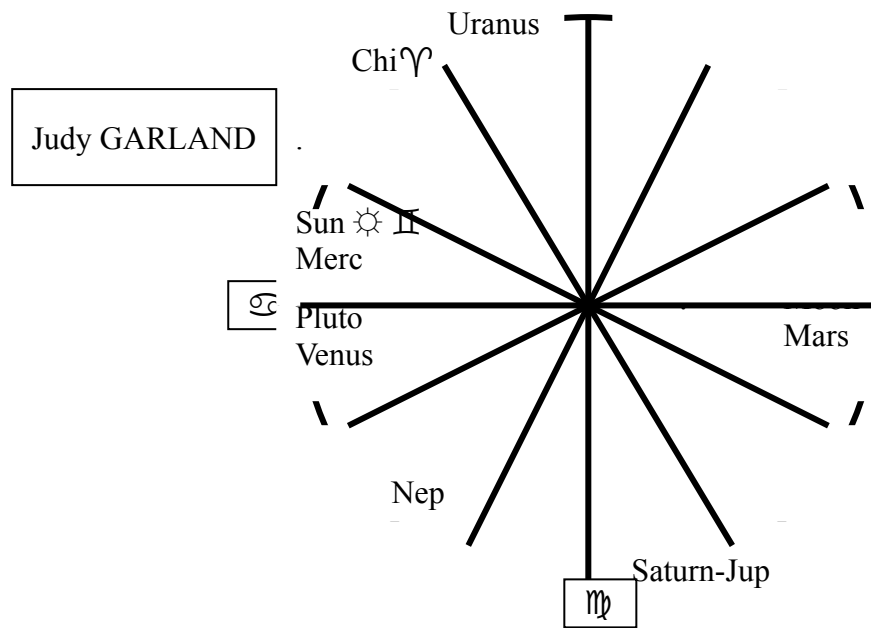 Uranus
Chi♈
Judy GARLAND
.
Sun ☼ ♊
Merc
♋
Pluto
Venus
Mars
Nep
Saturn-Jup
♍